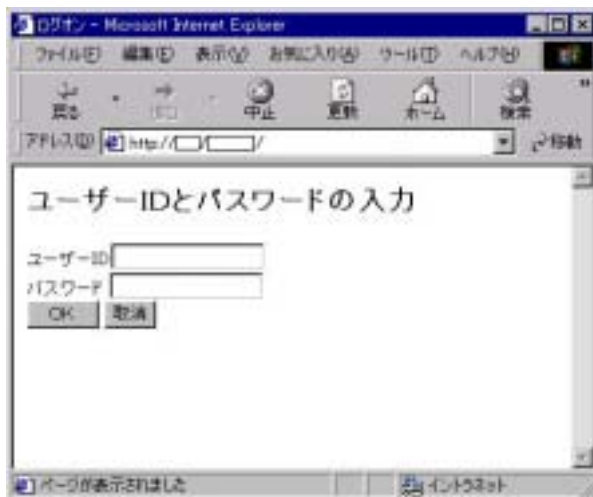 ログオン - Microsoft Internet Explorer
ファイル(F) 編集(E) 表示(V) お気に入り(A) ツール(T) ヘルプ(H)
戻る 中止 更新 ホーム 検索 »
アドレス(D) http://□/□/ 移動
ユーザーIDとパスワードの入力
ユーザーID
パスワード
OK 取消
ページが表示されました イントラネット